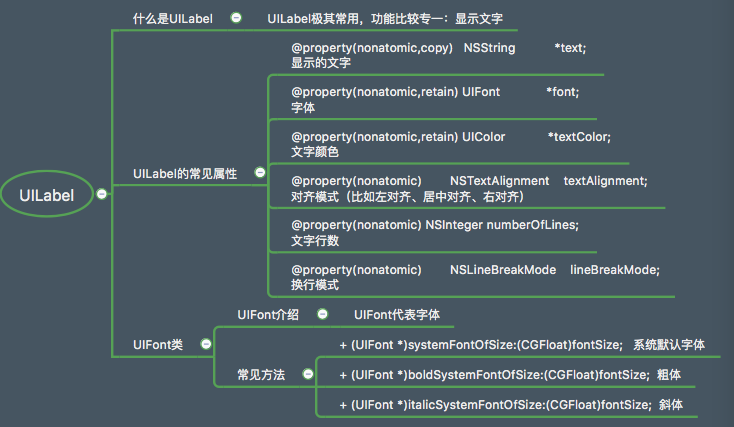 UILabel
什么是UILabel
UILabel极其常用，功能比较专一：显示文字
UILabel的常见属性
@property(nonatomic,copy) NSString *text;
显示的文字
@property(nonatomic,retain) UIFont *font;
字体
@property(nonatomic,retain) UIColor *textColor;
文字颜色
@property(nonatomic) NSTextAlignment textAlignment;
对齐模式（比如左对齐、居中对齐、右对齐）
@property(nonatomic) NSInteger numberOfLines;
文字行数
@property(nonatomic) NSLineBreakMode lineBreakMode;
换行模式
UIFont类
UIFont介绍
UIFont代表字体
常见方法
+ (UIFont *)systemFontOfSize:(CGFloat)fontSize; 系统默认字体
+ (UIFont *)boldSystemFontOfSize:(CGFloat)fontSize; 粗体
+ (UIFont *)italicSystemFontOfSize:(CGFloat)fontSize; 斜体